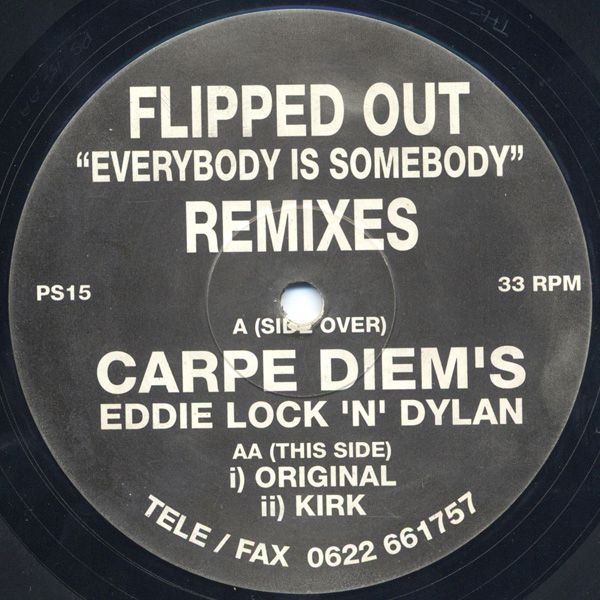 FLIPPED OUT
“EVERYBODY IS SOMEBODY”
REMIXES
PS15
33 RPM
A (SIDE OVER)
CARPE DIEM'S
EDDIE LOCK 'N' DYLAN
AA (THIS SIDE)
i) ORIGINAL
ii) KIRK
TELE / FAX 0622 661757